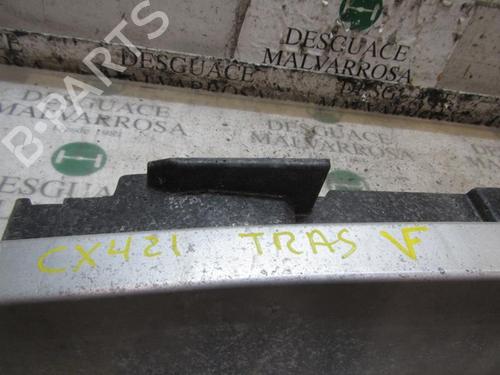 B-PARTS
DESGUACE
MALVARROSA
DESGUACE
MALVARROSA
DESGUACE
MALVARROSA
DESGUACE
CX421 TRAS VF